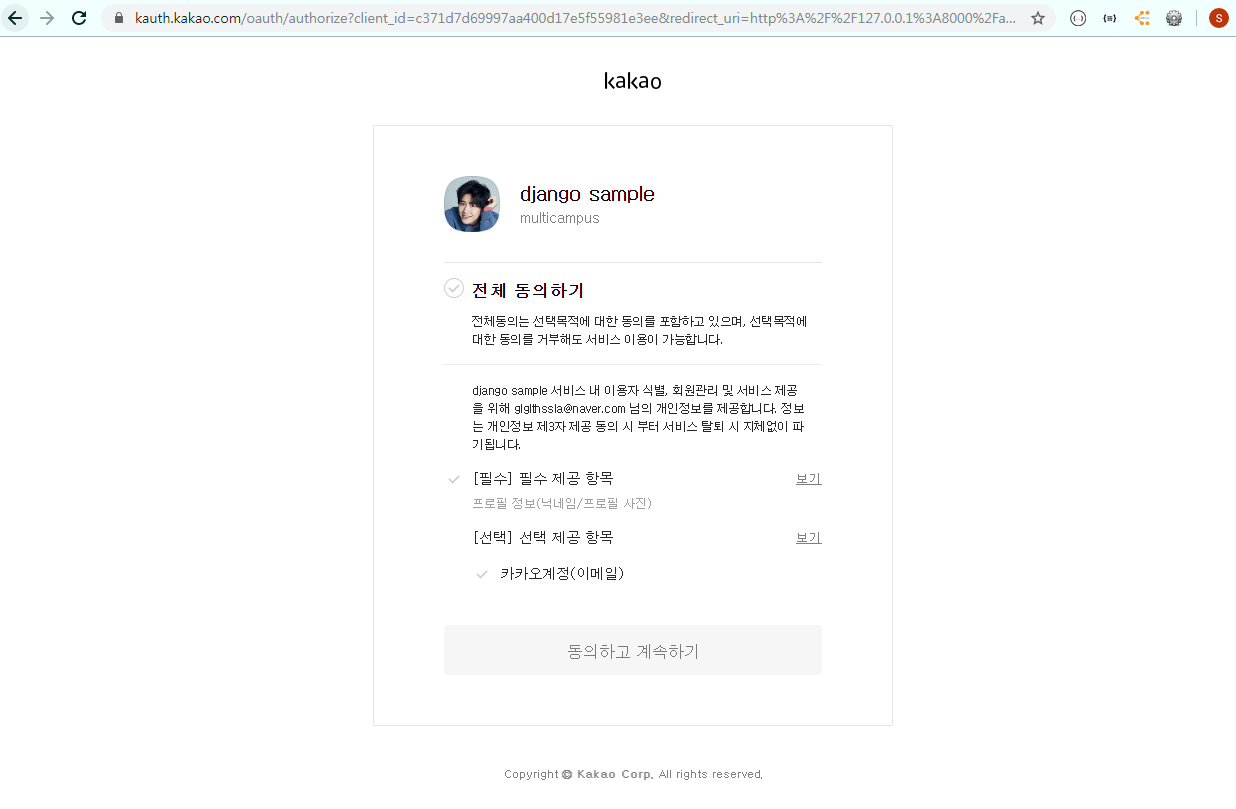 kauth.kakao.com/oauth/authorize?client_id=c371d7d69997aa400d17e5f55981e3ee&redirect_uri=http%3A%2F%2F127.0.0.1%3A8000%2Fa...
S
kakao
django sample
multicampus
전체 동의하기
전체동의는 선택목적에 대한 동의를 포함하고 있으며, 선택목적에
대한 동의를 거부해도 서비스 이용이 가능합니다.
django sample 서비스 내 이용자 식별, 회원관리 및 서비스 제공
을 위해 glglthssla@naver.com 님의 개인정보를 제공합니다. 정보
는 개인정보 제3자 제공 동의 시 부터 서비스 탈퇴 시 지체없이 파
기됩니다.
[필수] 필수 제공 항목 보기
프로필 정보(닉네임/프로필 사진)
[선택] 선택 제공 항목 보기
카카오계정(이메일)
동의하고 계속하기
Copyright © Kakao Corp. All rights reserved.